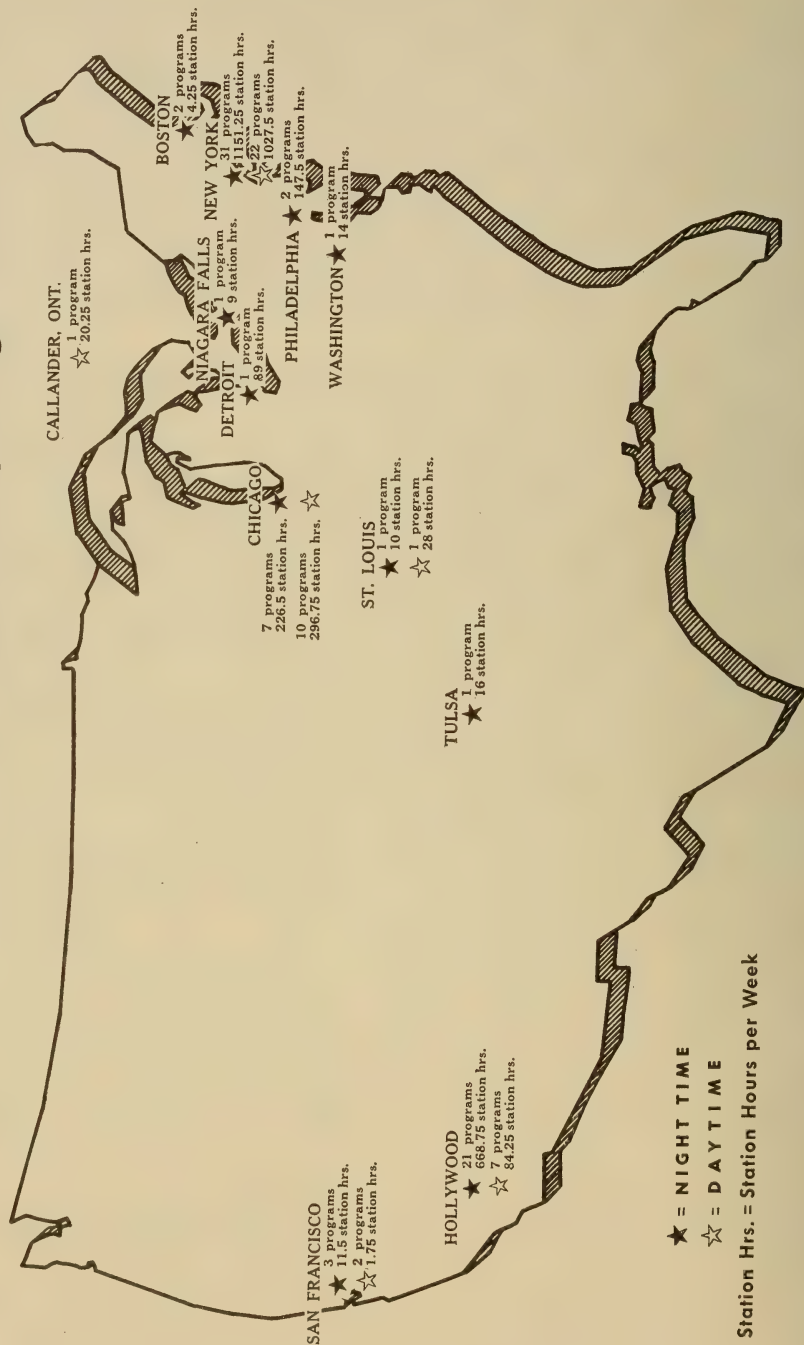 CALLANDER, ONT.
1 program
20.25 station hrs.
BOSTON
2 programs
4.25 station hrs.
NIAGARA FALLS
1 program
9 station hrs.
NEW YORK
31 programs
1151.25 station hrs.
22 programs
1027.5 station hrs.
DETROIT
1 program
89 station hrs.
PHILADELPHIA
2 programs
147.5 station hrs.
WASHINGTON
1 program
14 station hrs.
CHICAGO
7 programs
226.5 station hrs.
10 programs
296.75 station hrs.
ST. LOUIS
1 program
10 station hrs.
1 program
28 station hrs.
TULSA
1 program
16 station hrs.
SAN FRANCISCO
3 programs
11.5 station hrs.
2 programs
1.75 station hrs.
HOLLYWOOD
21 programs
668.75 station hrs.
7 programs
84.25 station hrs.
★ = NIGHT TIME
☆ = DAYTIME
Station Hrs. = Station Hours per Week